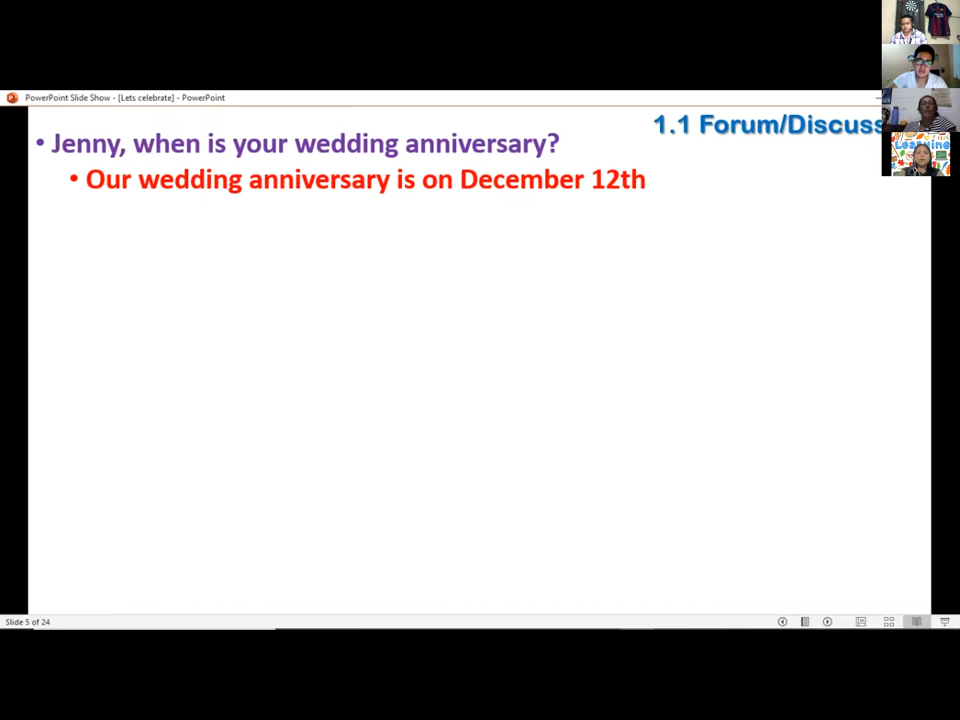 PowerPoint Slide Show - [Lets celebrate] - PowerPoint
1.1 Forum/Discuss
• Jenny, when is your wedding anniversary?
• Our wedding anniversary is on December 12th
Learning
Slide 5 of 24